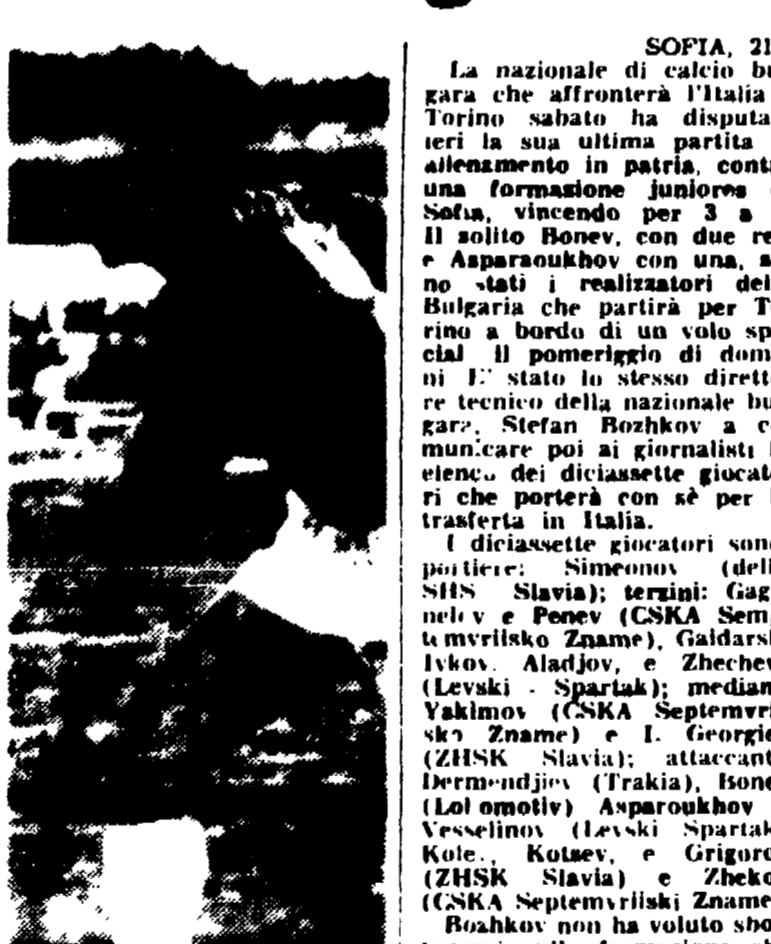 SOFIA, 21
La nazionale di calcio bu
gara che affronterà l'Italia
Torino sabato ha disputa
ieri la sua ultima partita
allenamento in patria, cont
una formazione juniores
Sofia, vincendo per 3 a
Il solito Bonev, con due re
e Asparaoukhov con una, s
no stati i realizzatori del
Bulgaria che partirà per T
rino a bordo di un volo sp
cial il pomeriggio di dom
ni E' stato lo stesso dirett
re tecnico della nazionale bu
gara, Stefan Bozhkov a c
municare poi ai giornalisti
elenco dei diciassette giocat
ri che porterà con sè per
trasferta in Italia.
I diciassette giocatori son
portiere: Simeonov (dell
SHS Slavia); terzini: Gag
nelov e Penev (CSKA Sem
temvriisko Zname), Gaidarsk
Ivkov. Aladjov, e Zhechev
(Levski - Spartak); median
Yakimov (CSKA Septemvri
sko Zname) e I. Georgie
(ZHSK Slavia); attaccant
Dermendjiev (Trakia), Bone
(Lokomotiv) Asparoukhov
Vesselinov (Levski Spartak
Kole., Kotsev, e Grigoro
(ZHSK Slavia) e Zheko
(CSKA Septemvriiski Zname
Bozhkov non ha voluto sbo